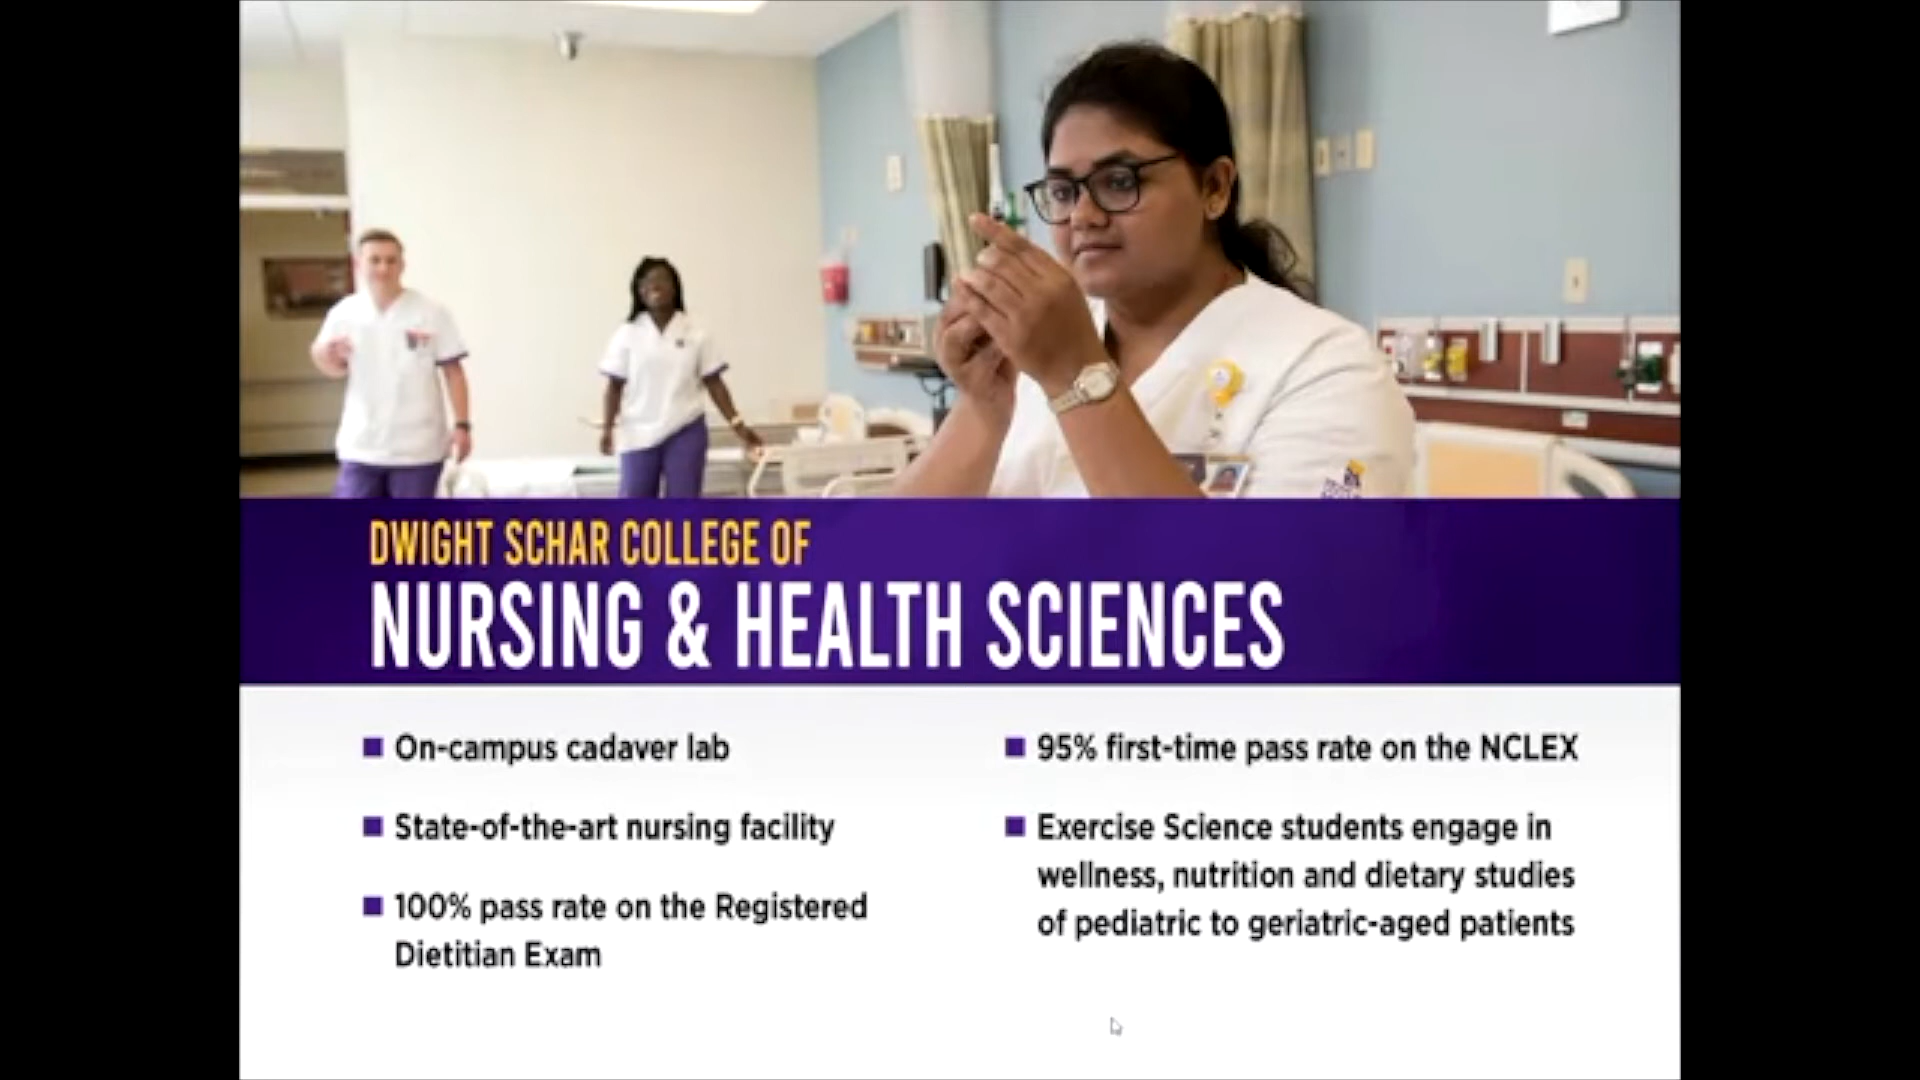 DWIGHT SCHAR COLLEGE OF
NURSING & HEALTH SCIENCES
On-campus cadaver lab
State-of-the-art nursing facility
100% pass rate on the Registered
Dietitian Exam
95% first-time pass rate on the NCLEX
Exercise Science students engage in
wellness, nutrition and dietary studies
of pediatric to geriatric-aged patients